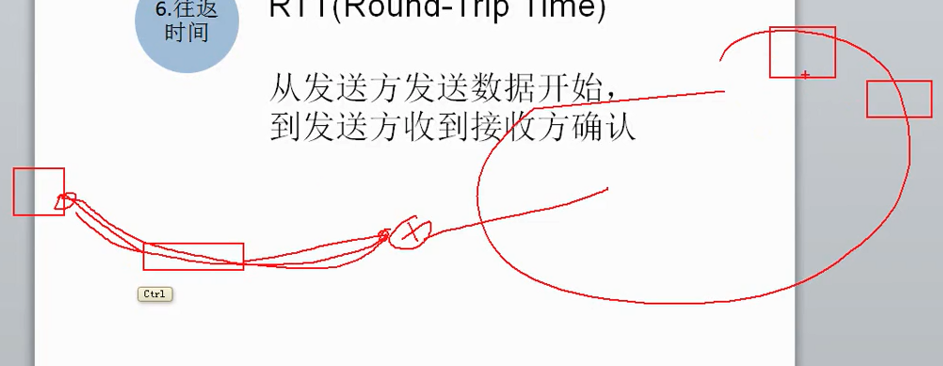 6.往返
时间
RTT(Round-Trip Time)
从发送方发送数据开始，
到发送方收到接收方确认
Ctrl